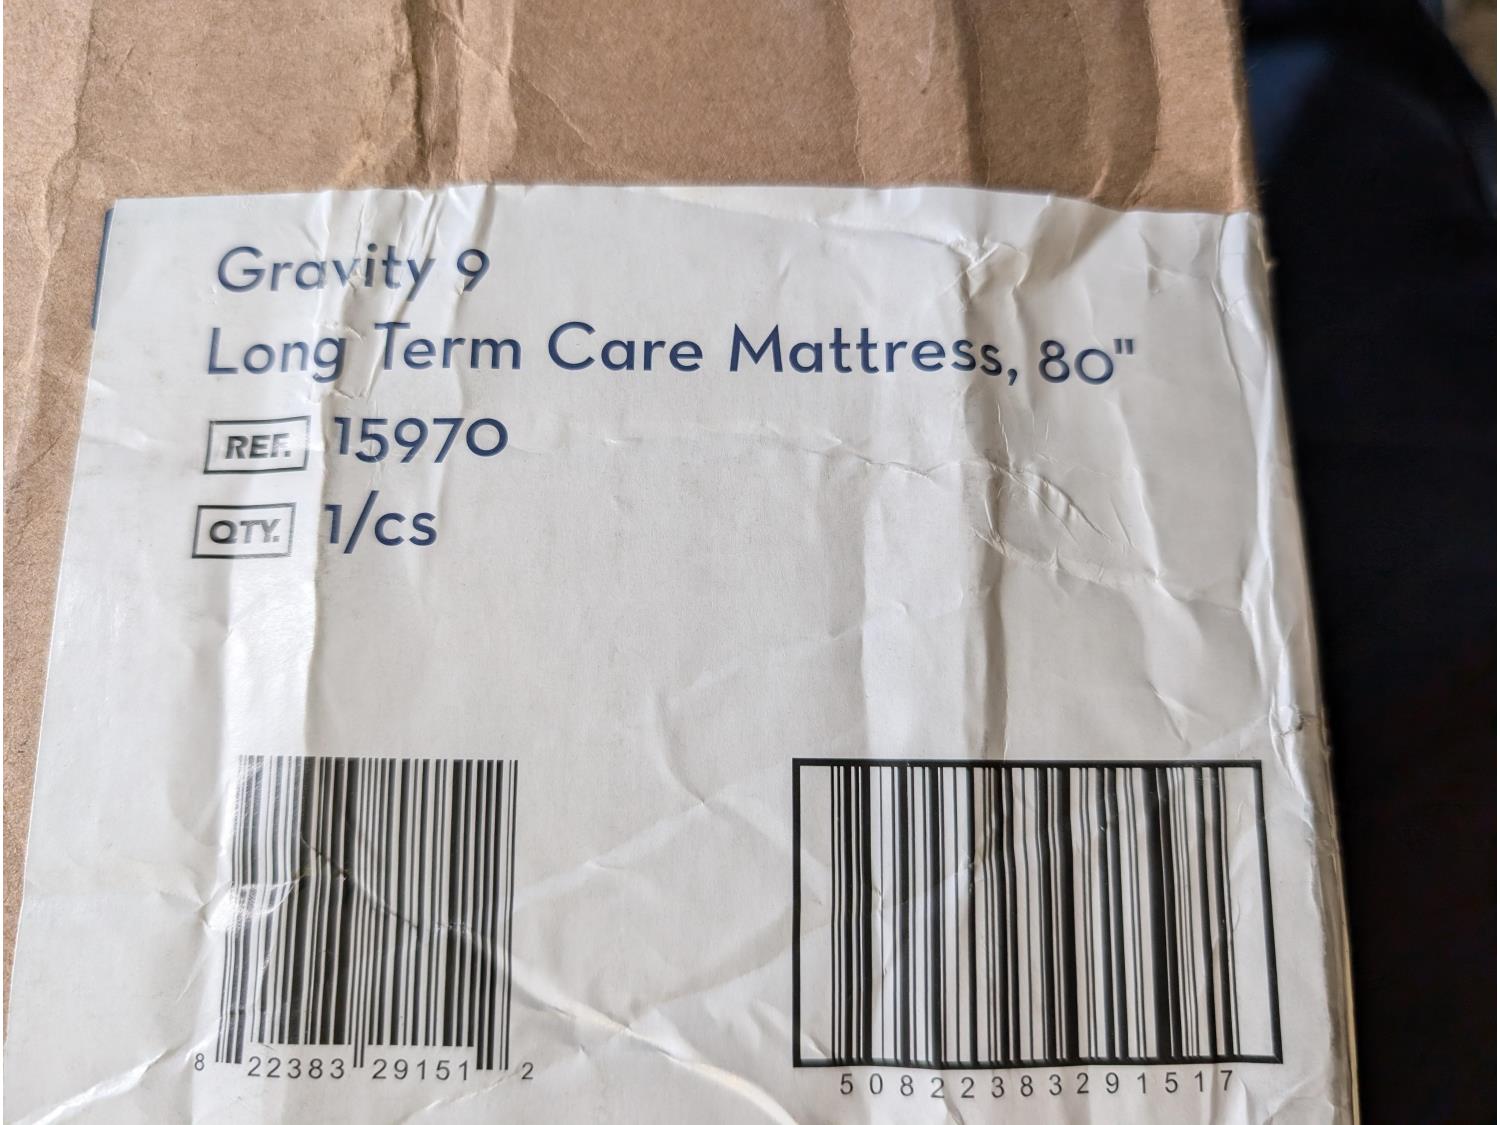 Gravity 9
Long Term Care Mattress, 80"
REF. 15970
QTY. 1/cs
8 22383 29151 2
50822383291517